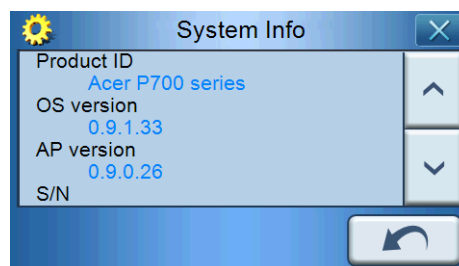 System Info
Product ID
Acer P700 series
OS version
0.9.1.33
AP version
0.9.0.26
S/N